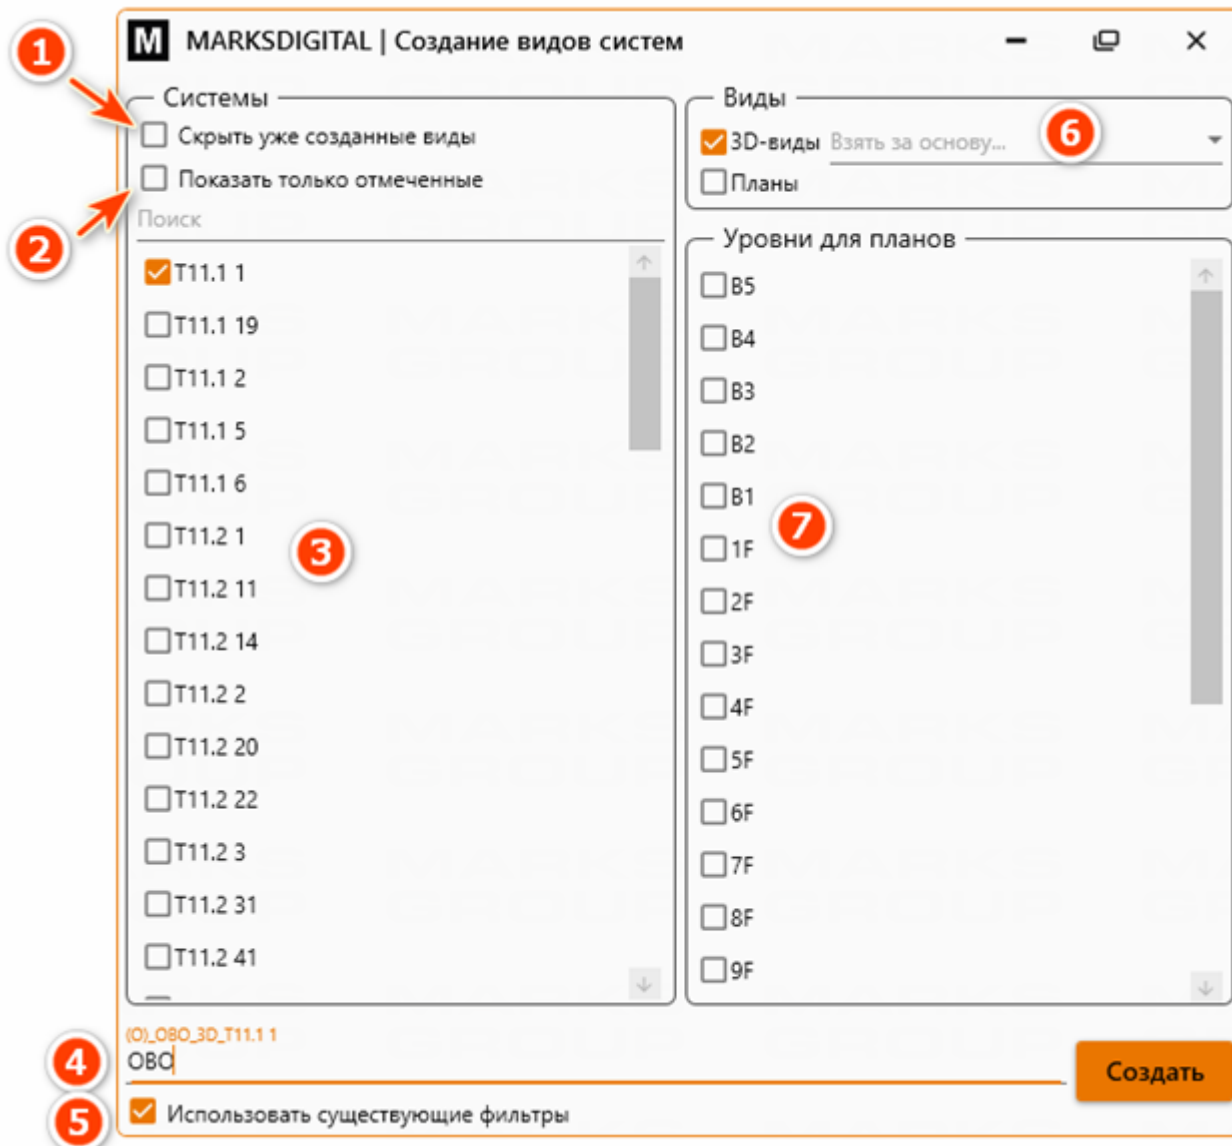 1
M MARKSDIGITAL | Создание видов систем
Системы
Скрыть уже созданные виды
Показать только отмеченные
2
Поиск
T11.1 1
T11.1 19
T11.1 2
T11.1 5
T11.1 6
T11.2 1
3
T11.2 11
T11.2 14
T11.2 2
T11.2 20
T11.2 22
T11.2 3
T11.2 31
T11.2 41
Виды
3D-виды Взять за основу...
6
Планы
Уровни для планов
B5
B4
B3
B2
B1
7
1F
2F
3F
4F
5F
6F
7F
8F
9F
(О)_ОВО_3D_T11.1 1
4
ОВО
Создать
5
Использовать существующие фильтры